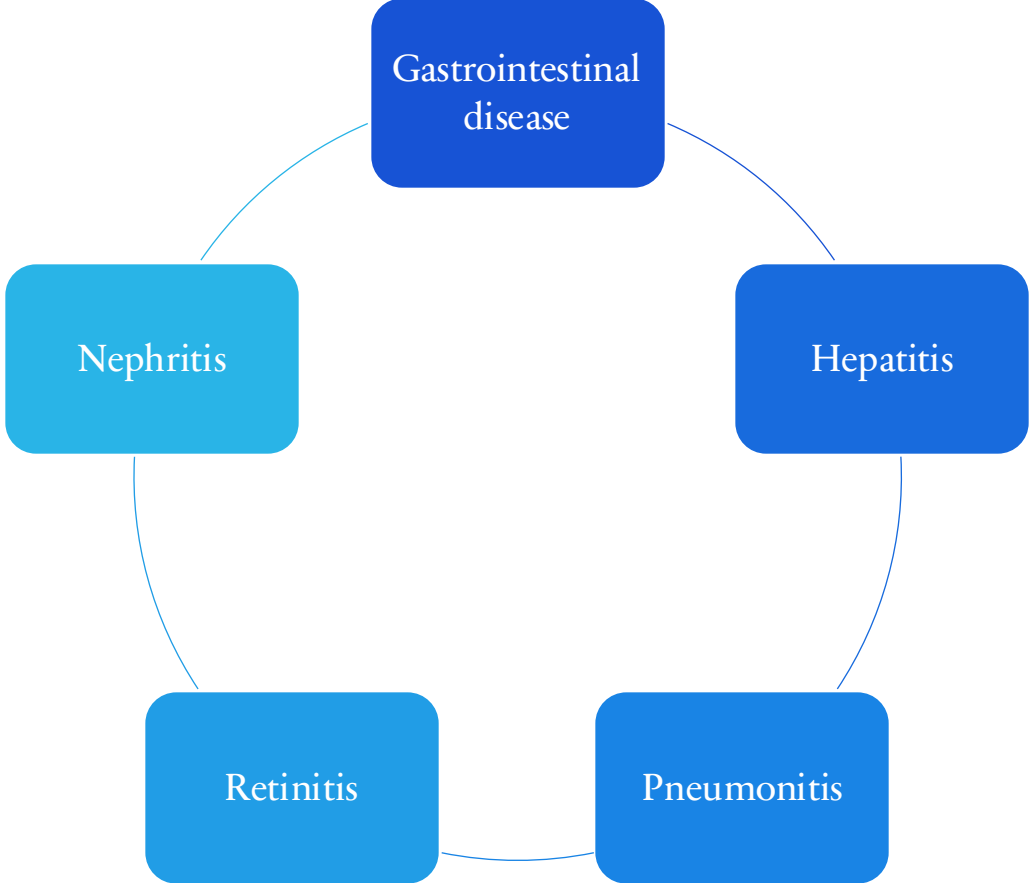 Gastrointestinal
disease
Hepatitis
Pneumonitis
Retinitis
Nephritis